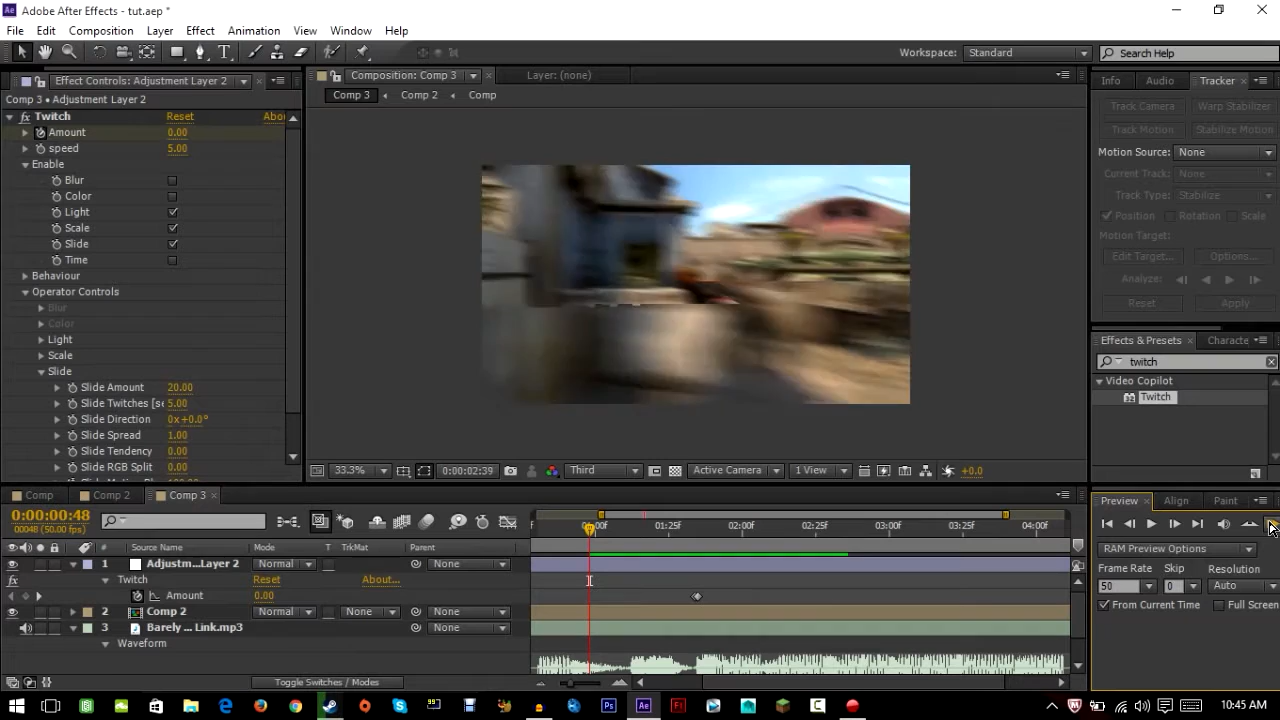 Ae Adobe After Effects - tut.aep *
File Edit Composition Layer Effect Animation View Window Help
Workspace: Standard Search Help
Effect Controls: Adjustment Layer 2
Composition: Comp 3
Layer: (none)
Info Audio Tracker
Comp 3 • Adjustment Layer 2
Comp 3 Comp 2 Comp
fx Twitch Reset Abou
Amount 0.00
speed 5.00
Enable
Blur
Color
Light
Scale
Slide
Time
Behaviour
Operator Controls
Blur
Color
Light
Scale
Slide
Slide Amount 20.00
Slide Twitches [se 5.00
Slide Direction 0x+0.0°
Slide Spread 1.00
Slide Tendency 0.00
Slide RGB Split 0.00
Track Camera Warp Stabilizer
Track Motion Stabilize Motion
Motion Source: None
Current Track: None
Track Type: Stabilize
Position Rotation Scale
Motion Target:
Edit Target... Options...
Analyze:
Reset Apply
Effects & Presets Characte
twitch
Video Copilot
Twitch
33.3% 0:00:02:39 Third Active Camera 1 View +0.0
Comp Comp 2 Comp 3
0:00:00:48
00048 (50.00 fps)
Source Name Mode T TrkMat Parent
1 Adjustm...Layer 2 Normal None
fx Twitch Reset About...
Amount 0.00
2 Comp 2 Normal None None
3 Barely ... Link.mp3 None
Waveform
Toggle Switches / Modes
01:25f 02:00f 02:25f 03:00f 03:25f 04:00f
Preview Align Paint
RAM Preview Options
Frame Rate Skip Resolution
50 0 Auto
From Current Time Full Screen
Ps Ae Fl
10:45 AM